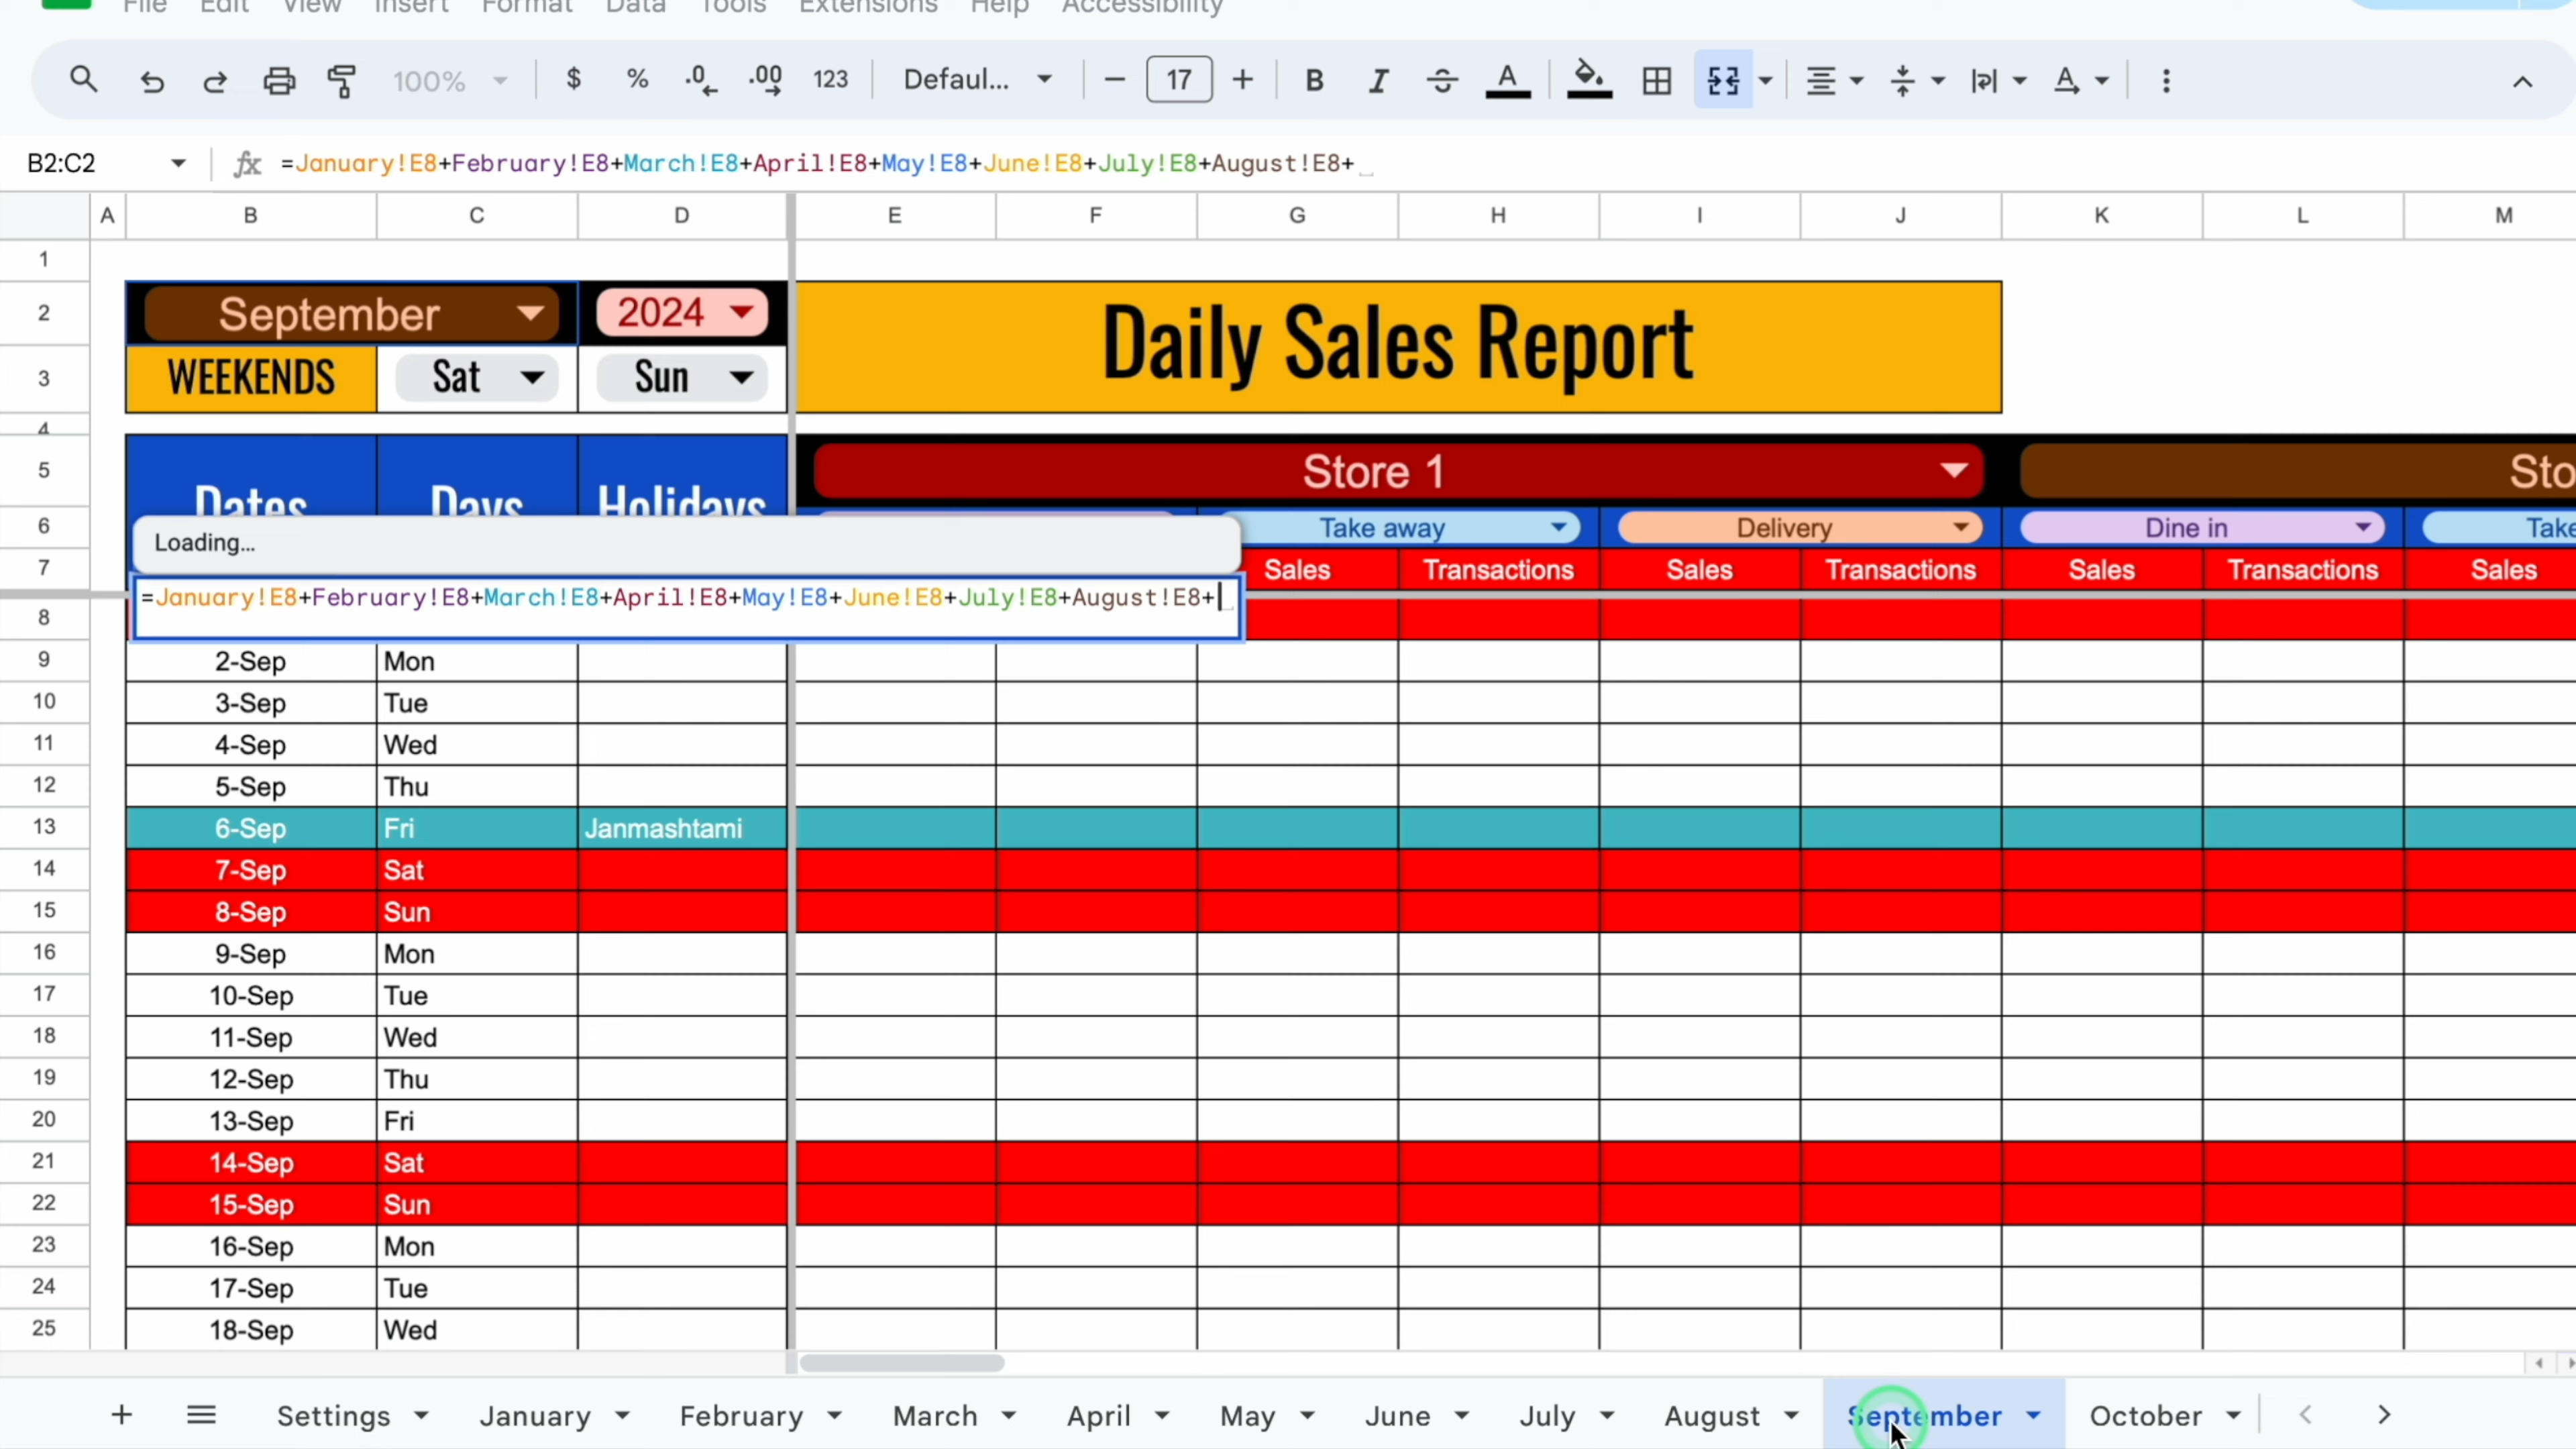 File Edit View Insert Format Data Tools Extensions Help Accessibility
100% $ % .0 .00 123 Defaul... 17 B I A A
B2:C2 fx =January!E8+February!E8+March!E8+April!E8+May!E8+June!E8+July!E8+August!E8+
A B C D E F G H I J K L M
1
2 September 2024 Daily Sales Report
3 WEEKENDS Sat Sun
4
5 Dates Days Holidays Store 1 Sto
6 Take away Delivery Dine in Take
Loading...
7 Sales Transactions Sales Transactions Sales Transactions Sales
8 =January!E8+February!E8+March!E8+April!E8+May!E8+June!E8+July!E8+August!E8+
9 2-Sep Mon
10 3-Sep Tue
11 4-Sep Wed
12 5-Sep Thu
13 6-Sep Fri Janmashtami
14 7-Sep Sat
15 8-Sep Sun
16 9-Sep Mon
17 10-Sep Tue
18 11-Sep Wed
19 12-Sep Thu
20 13-Sep Fri
21 14-Sep Sat
22 15-Sep Sun
23 16-Sep Mon
24 17-Sep Tue
25 18-Sep Wed
Settings January February March April May June July August September October